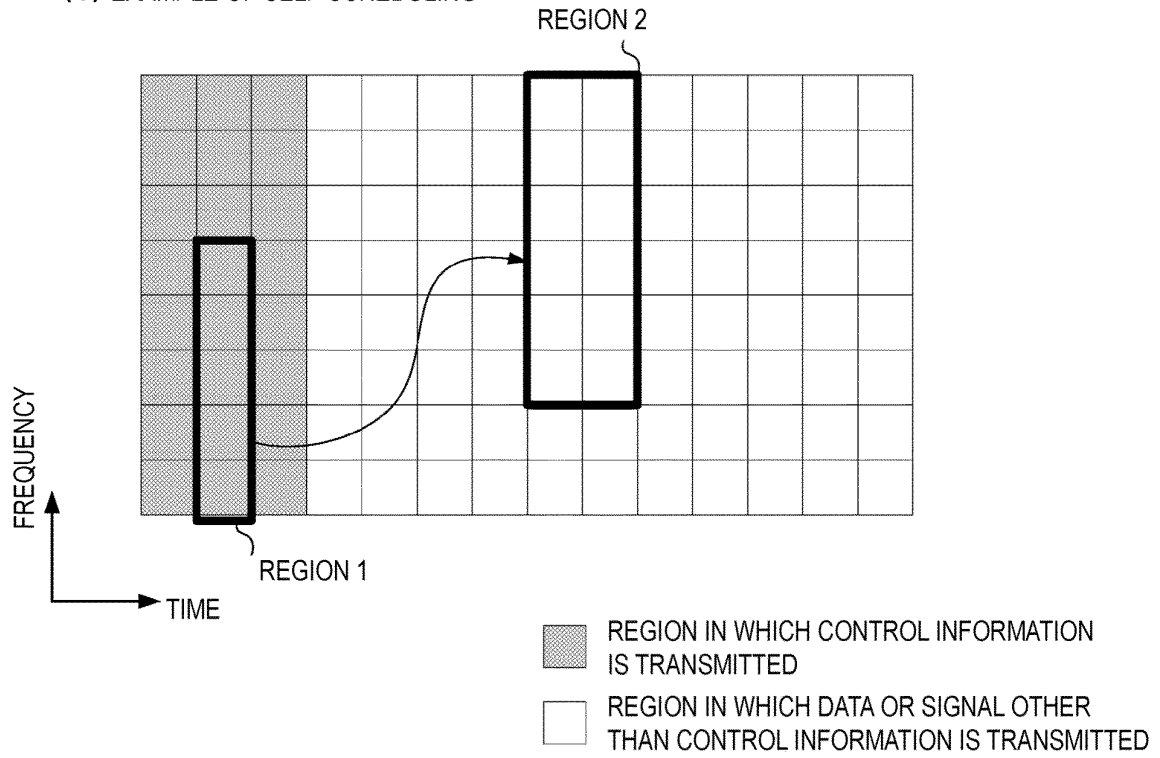 REGION 2
FREQUENCY
REGION 1
TIME
REGION IN WHICH CONTROL INFORMATION
IS TRANSMITTED
REGION IN WHICH DATA OR SIGNAL OTHER
THAN CONTROL INFORMATION IS TRANSMITTED